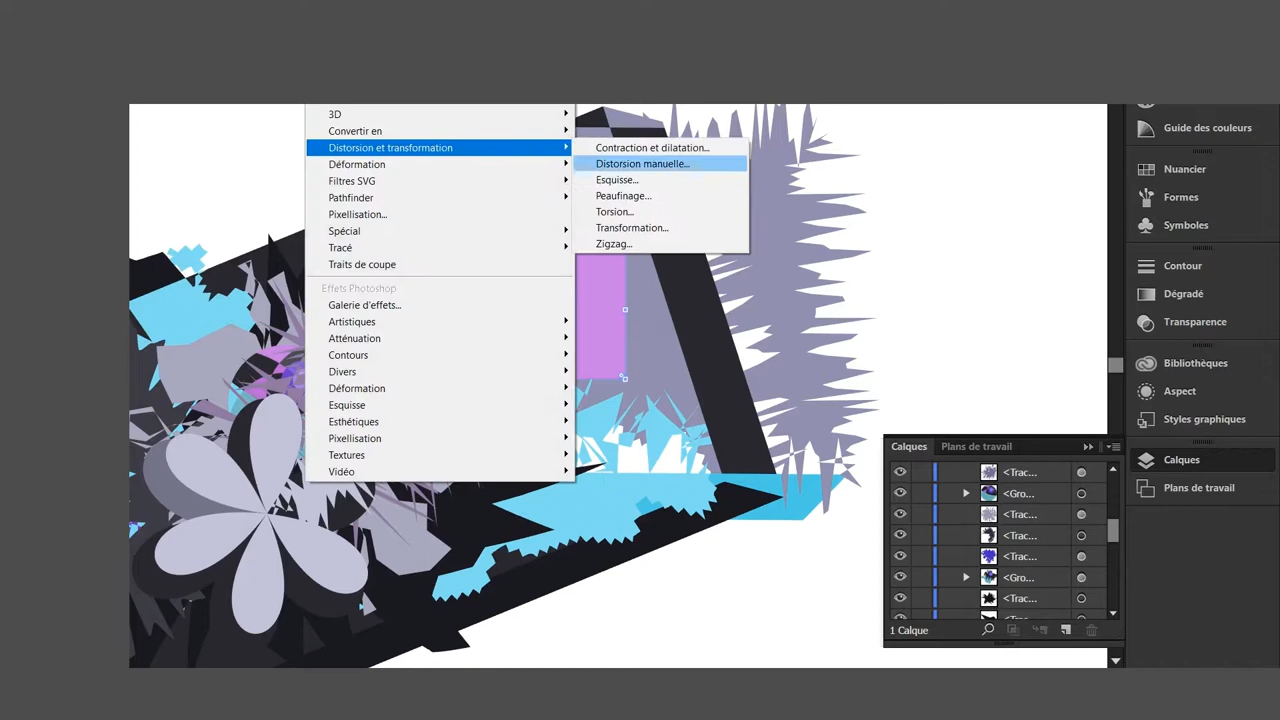 3D
Convertir en
Distorsion et transformation
Déformation
Filtres SVG
Pathfinder
Pixellisation...
Spécial
Tracé
Traits de coupe
Effets Photoshop
Galerie d'effets...
Artistiques
Atténuation
Contours
Divers
Déformation
Esquisse
Esthétiques
Pixellisation
Textures
Vidéo
Contraction et dilatation...
Distorsion manuelle...
Esquisse...
Peaufinage...
Torsion...
Transformation...
Zigzag...
Guide des couleurs
Nuancier
Formes
Symboles
Contour
Dégradé
Transparence
Bibliothèques
Aspect
Styles graphiques
Calques
Plans de travail
Calques Plans de travail
<Trac...
<Gro...
<Trac...
<Trac...
<Trac...
<Gro...
<Trac...
1 Calque